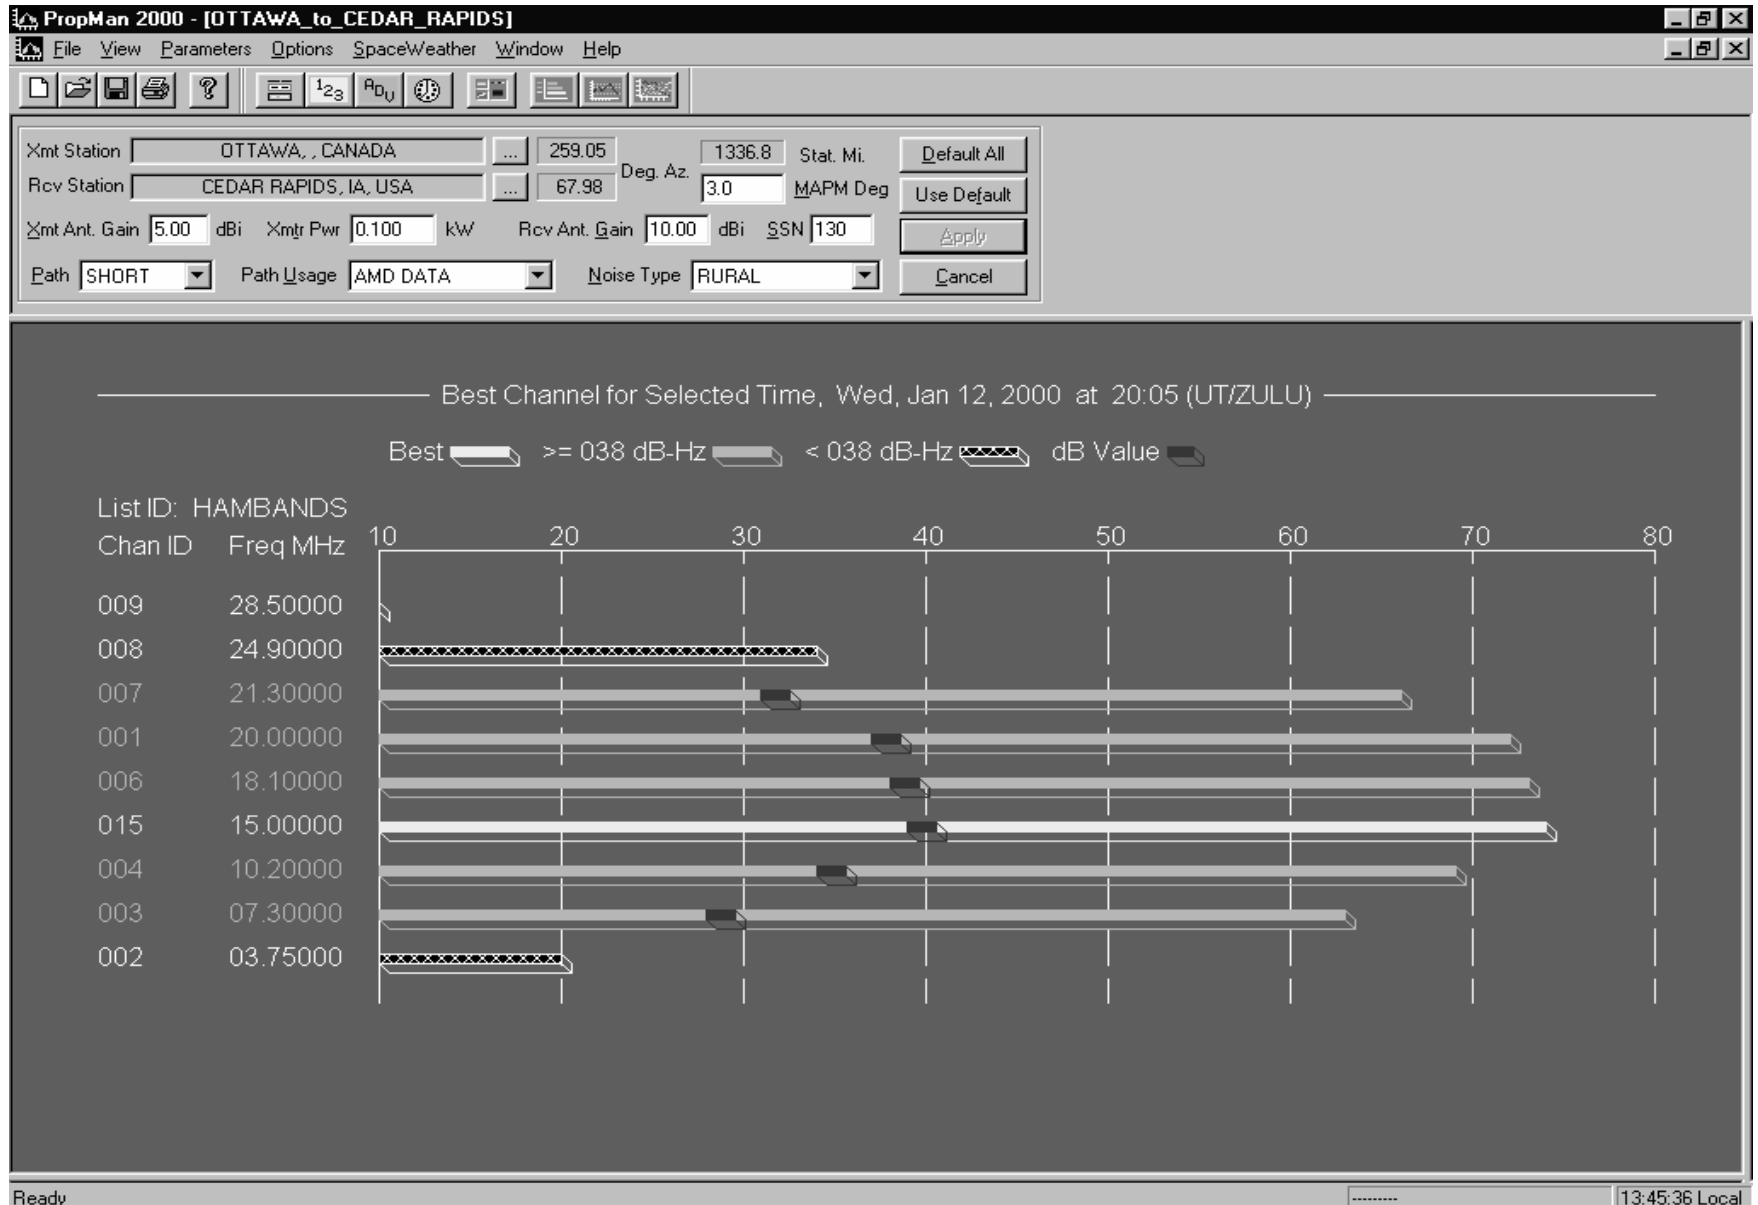 PropMan 2000 - [OTTAWA_to_CEDAR_RAPIDS]
File View Parameters Options SpaceWeather Window Help
Xmt Station OTTAWA, , CANADA ... 259.05 Deg. Az. 1336.8 Stat. Mi. Default All
Rcv Station CEDAR RAPIDS, IA, USA ... 67.98 3.0 MAPM Deg Use Default
Xmt Ant. Gain 5.00 dBi Xmtr Pwr 0.100 kW Rcv Ant. Gain 10.00 dBi SSN 130 Apply
Path SHORT Path Usage AMD DATA Noise Type RURAL Cancel
Best Channel for Selected Time, Wed, Jan 12, 2000 at 20:05 (UT/ZULU)
Best >= 038 dB-Hz < 038 dB-Hz dB Value
List ID: HAMBANDS
Chan ID Freq MHz 10 20 30 40 50 60 70 80
009 28.50000
008 24.90000
007 21.30000
001 20.00000
006 18.10000
015 15.00000
004 10.20000
003 07.30000
002 03.75000
Ready --------- 13:45:36 Local